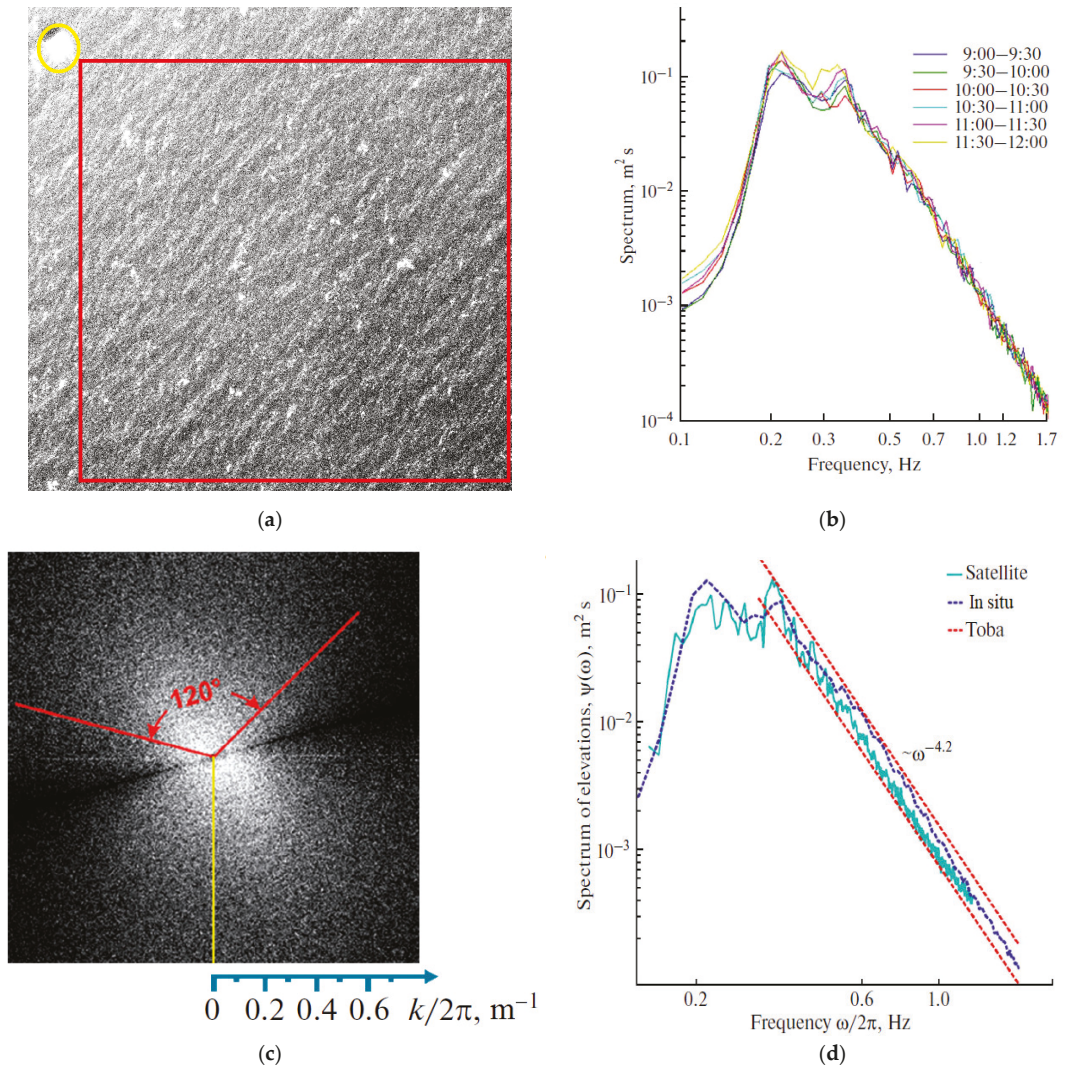 (a)
Spectrum, m² s
10⁻¹
10⁻²
10⁻³
10⁻⁴
9:00—9:30
9:30—10:00
10:00—10:30
10:30—11:00
11:00—11:30
11:30—12:00
0.1 0.2 0.3 0.5 0.7 1.0 1.2 1.7
Frequency, Hz
(b)
120°
0 0.2 0.4 0.6 k/2π, m⁻¹
(c)
Spectrum of elevations, ψ(ω), m² s
10⁻¹
10⁻²
10⁻³
Satellite
In situ
Toba
~ω⁻⁴·²
0.2 0.6 1.0
Frequency ω/2π, Hz
(d)